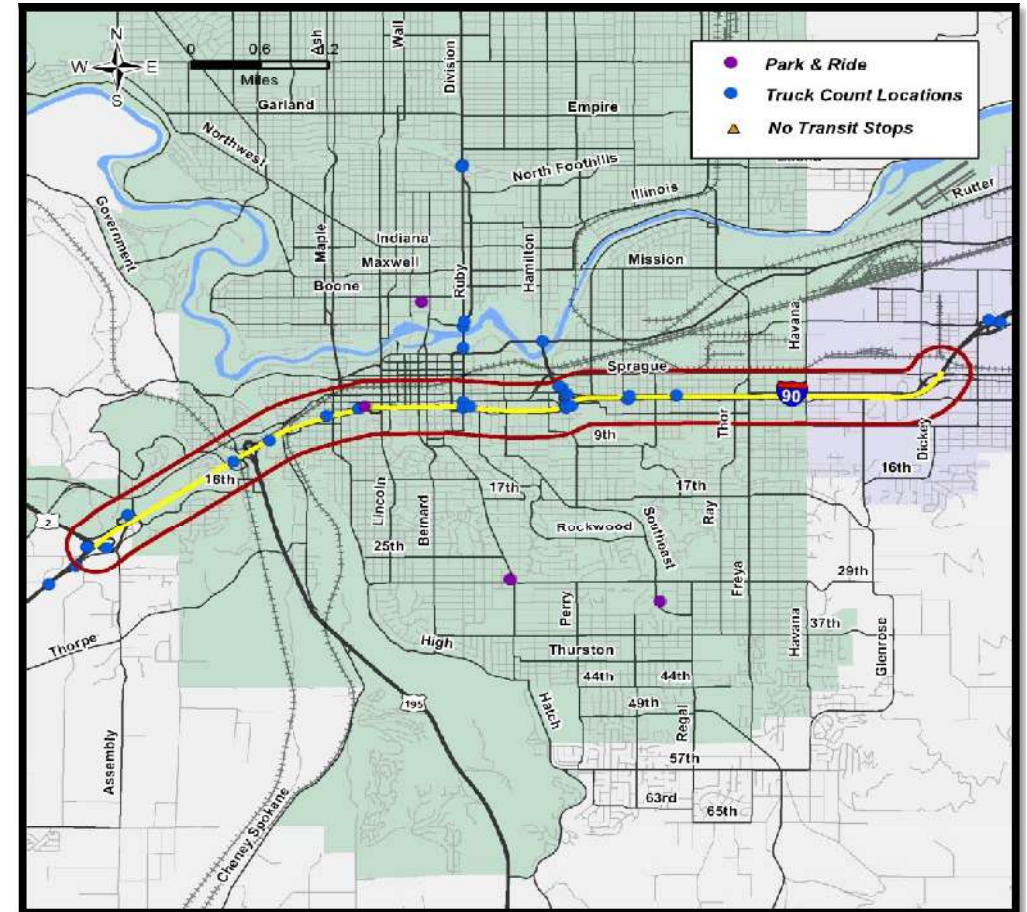 N
W E
S
0 0.6 1.2
Miles
Ash
Wall
Division
Park & Ride
Truck Count Locations
No Transit Stops
Garland
Empire
Northwest
North Foothills
Illinois
Rutter
Government
Maple
Indiana
Maxwell
Ruby
Hamilton
Mission
Boone
Havana
Sprague
90
Thor
9th
Dickey
16th
16th
2
Lincoln
Bernard
17th
17th
Ray
Rockwood
Southeast
25th
29th
Perry
Freya
Havana
37th
Glenrose
Thorpe
High
Thurston
44th
44th
195
Hatch
49th
Regal
57th
Assembly
63rd
65th
Cheney Spokane